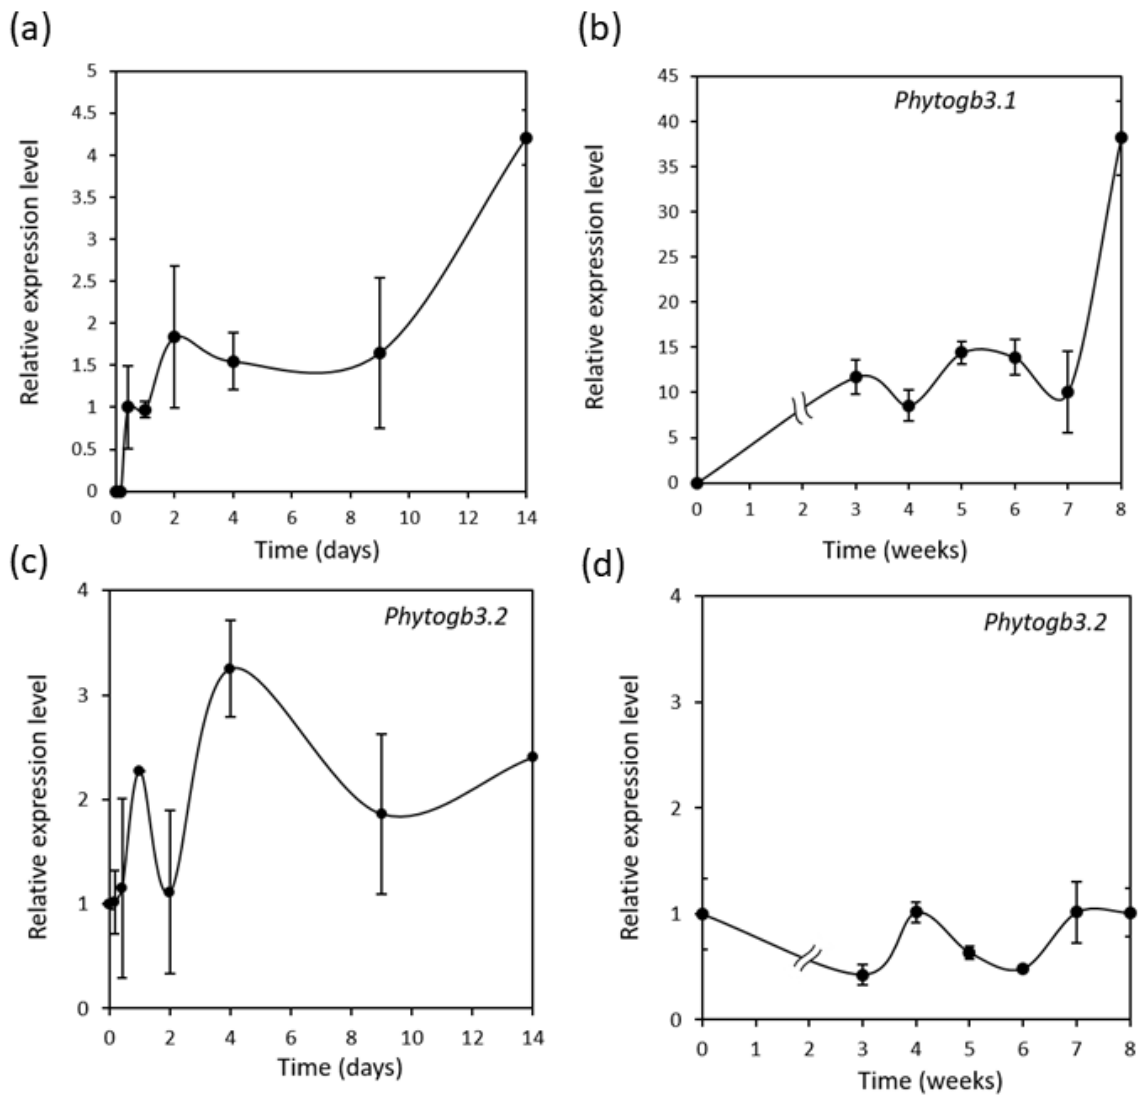 (a)
Relative expression level
5
4.5
4
3.5
3
2.5
2
1.5
1
0.5
0
0 2 4 6 8 10 12 14
Time (days)
(b)
Phytogb3.1
Relative expression level
45
40
35
30
25
20
15
10
5
0
0 1 2 3 4 5 6 7 8
Time (weeks)
(c)
Phytogb3.2
Relative expression level
4
3
2
1
0
0 2 4 6 8 10 12 14
Time (days)
(d)
Phytogb3.2
Relative expression level
4
3
2
1
0
0 1 2 3 4 5 6 7 8
Time (weeks)